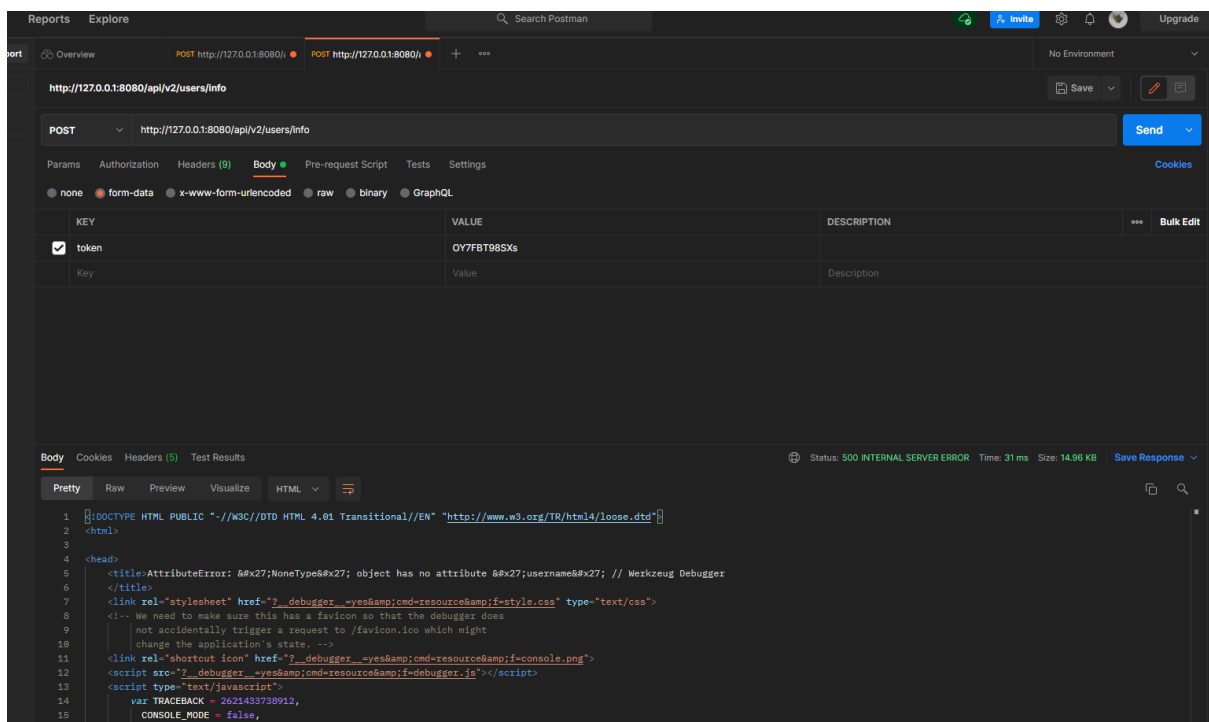 Reports Explore Search Postman Invite Upgrade
port Overview POST http://127.0.0.1:8080/ POST http://127.0.0.1:8080/ No Environment
http://127.0.0.1:8080/api/v2/users/info Save
POST http://127.0.0.1:8080/api/v2/users/info Send
Params Authorization Headers (9) Body Pre-request Script Tests Settings Cookies
none form-data x-www-form-urlencoded raw binary GraphQL
KEY VALUE DESCRIPTION Bulk Edit
token OY7FBT98SXs
Key Value Description
Body Cookies Headers (5) Test Results Status: 500 INTERNAL SERVER ERROR Time: 31 ms Size: 14.96 KB Save Response
Pretty Raw Preview Visualize HTML
1 <!DOCTYPE HTML PUBLIC "-//W3C//DTD HTML 4.01 Transitional//EN" "http://www.w3.org/TR/html4/loose.dtd">
2 <html>
3
4 <head>
5 <title>AttributeError: &#x27;NoneType&#x27; object has no attribute &#x27;username&#x27; // Werkzeug Debugger
6 </title>
7 <link rel="stylesheet" href="?__debugger__=yes&amp;cmd=resource&amp;f=style.css" type="text/css">
8 <!-- We need to make sure this has a favicon so that the debugger does
9 not accidentally trigger a request to /favicon.ico which might
10 change the application's state. -->
11 <link rel="shortcut icon" href="?__debugger__=yes&amp;cmd=resource&amp;f=console.png">
12 <script src="?__debugger__=yes&amp;cmd=resource&amp;f=debugger.js"></script>
13 <script type="text/javascript">
14 var TRACEBACK = 2621433738912,
15 CONSOLE_MODE = false,